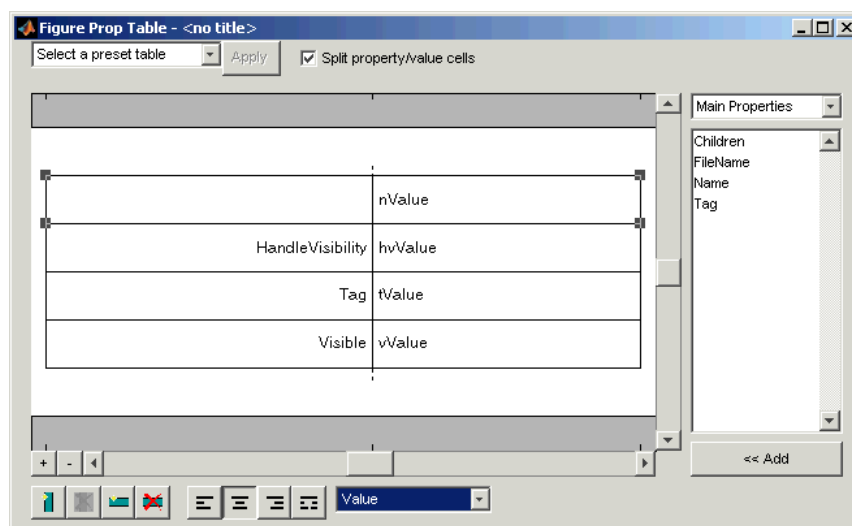 Figure Prop Table - <no title>
Select a preset table
Apply
Split property/value cells
Main Properties
Children
FileName
Name
Tag
nValue
HandleVisibility hvValue
Tag tValue
Visible vValue
+ -
<< Add
Value